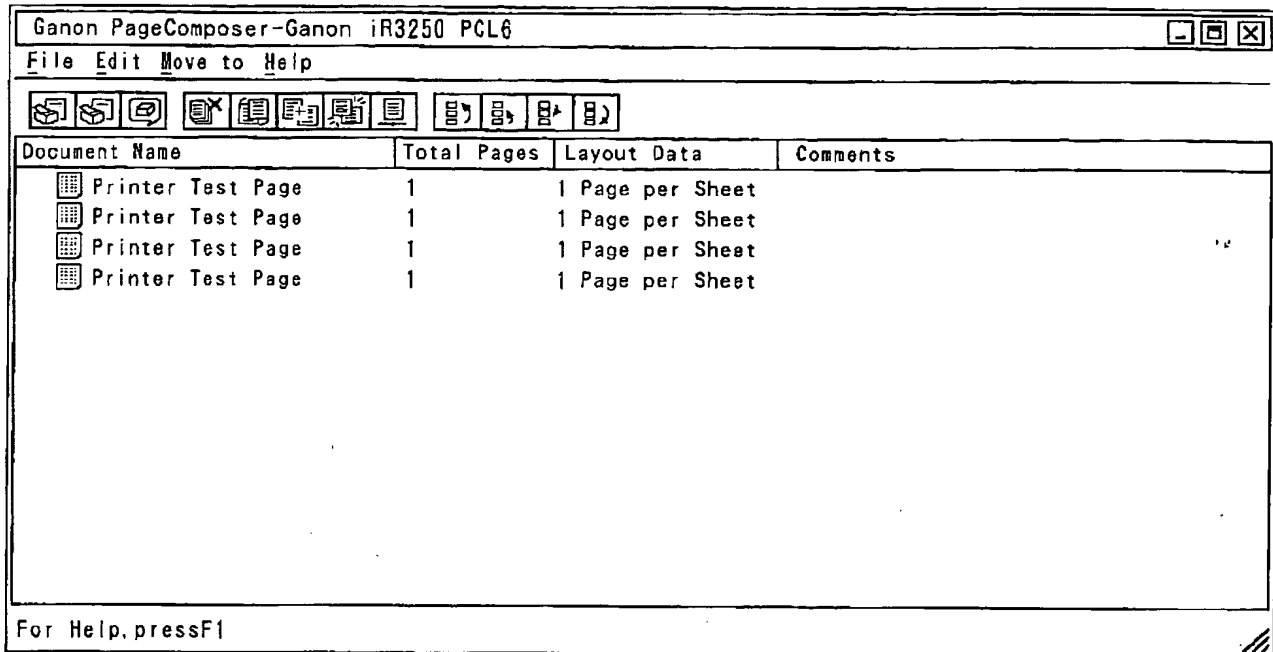 Ganon PageComposer-Ganon iR3250 PCL6
File Edit Move to Help
Document Name Total Pages Layout Data Comments
Printer Test Page 1 1 Page per Sheet
Printer Test Page 1 1 Page per Sheet
Printer Test Page 1 1 Page per Sheet
Printer Test Page 1 1 Page per Sheet
For Help,pressF1